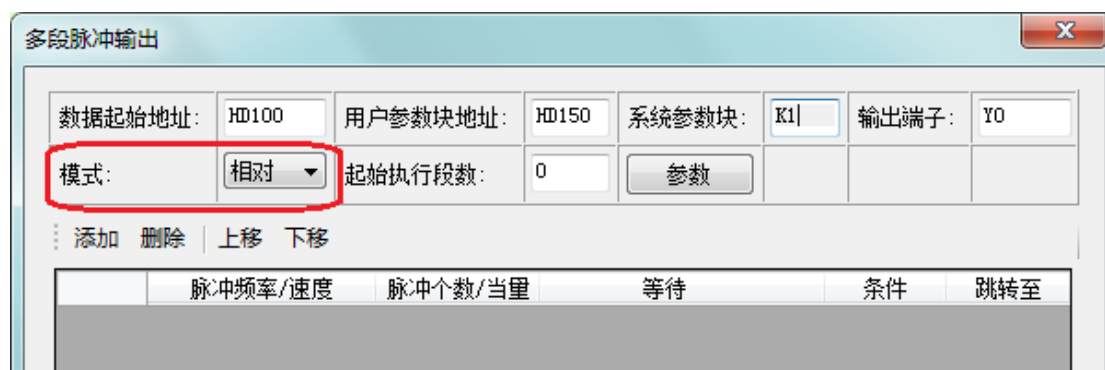 多段脉冲输出
数据起始地址: HD100 用户参数块地址: HD150 系统参数块: K1 输出端子: Y0
模式: 相对 起始执行段数: 0 参数
添加 删除 上移 下移
脉冲频率/速度 脉冲个数/当量 等待 条件 跳转至